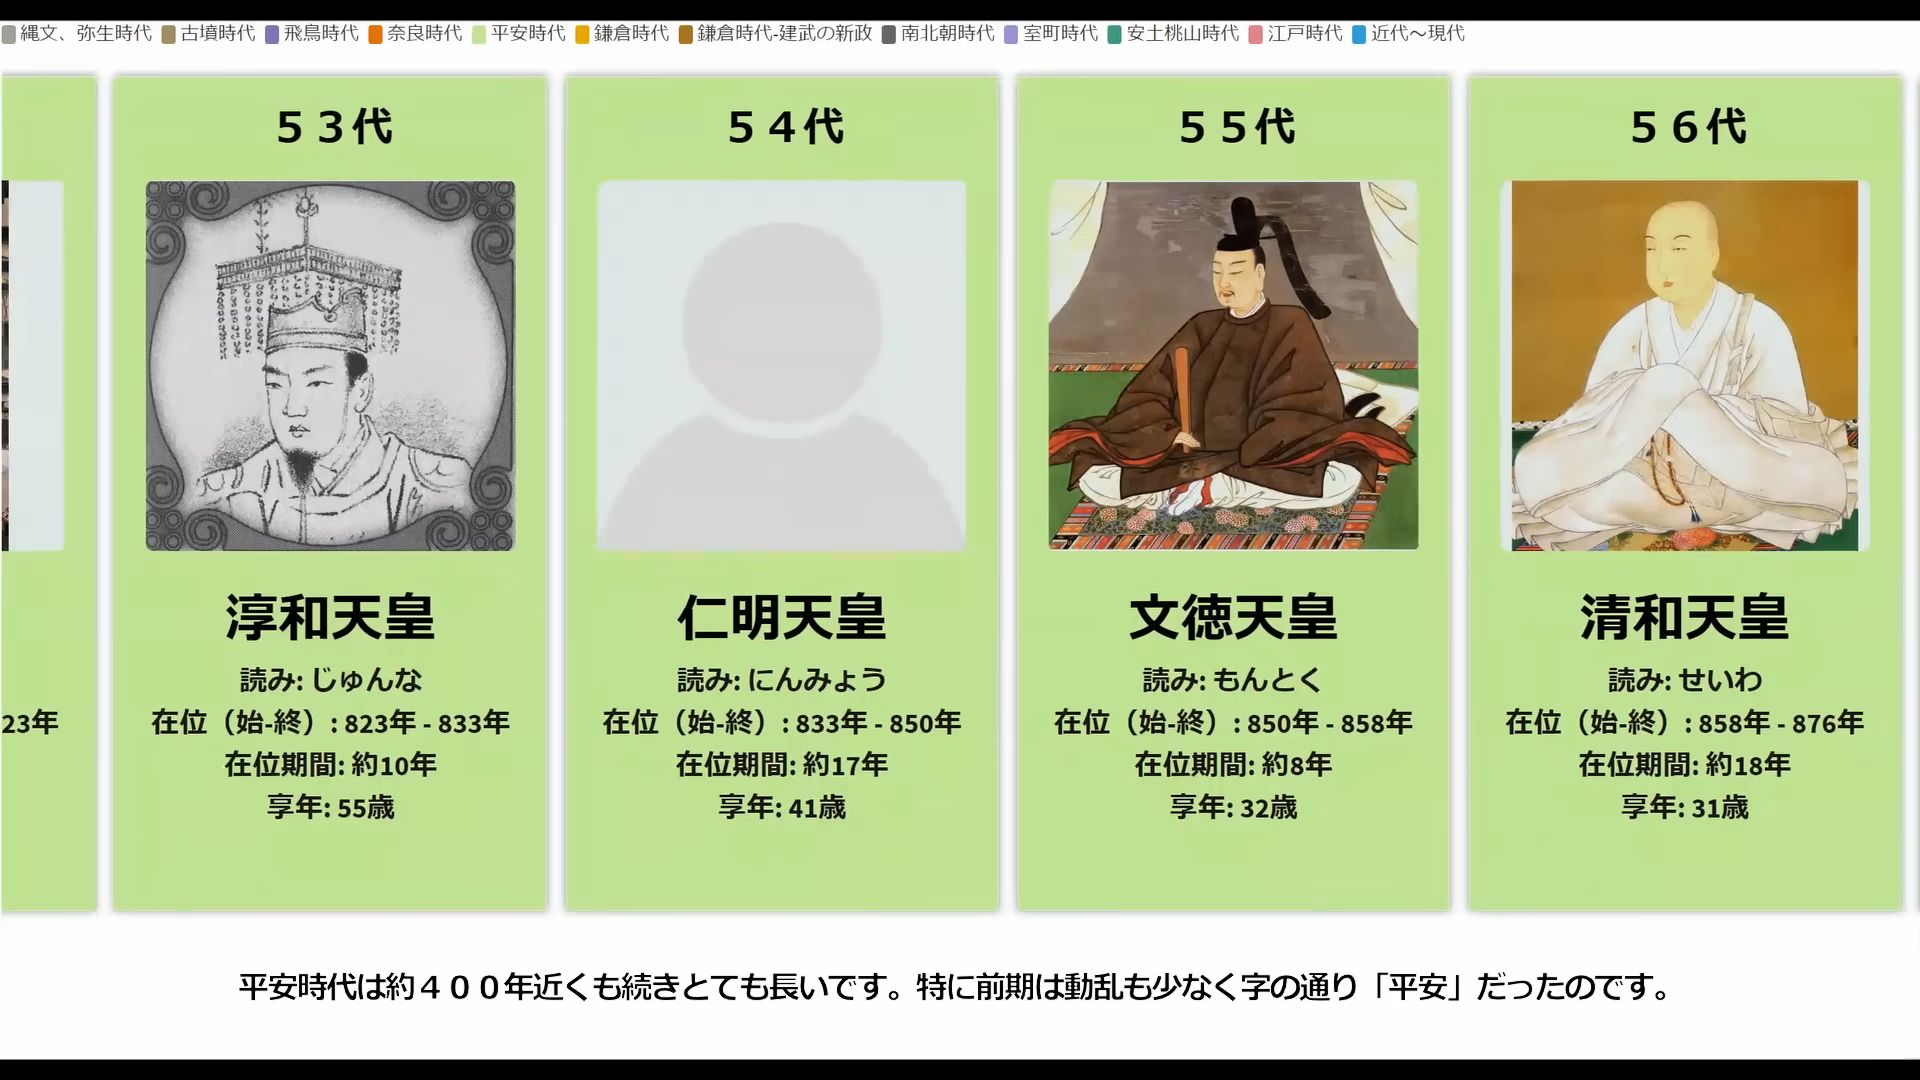 縄文、弥生時代 古墳時代 飛鳥時代 奈良時代 平安時代 鎌倉時代 鎌倉時代-建武の新政 南北朝時代 室町時代 安土桃山時代 江戸時代 近代～現代
23年
５３代
淳和天皇
読み: じゅんな
在位（始-終）: 823年 - 833年
在位期間: 約10年
享年: 55歳
５４代
仁明天皇
読み: にんみょう
在位（始-終）: 833年 - 850年
在位期間: 約17年
享年: 41歳
５５代
文徳天皇
読み: もんとく
在位（始-終）: 850年 - 858年
在位期間: 約8年
享年: 32歳
５６代
清和天皇
読み: せいわ
在位（始-終）: 858年 - 876年
在位期間: 約18年
享年: 31歳
平安時代は約４００年近くも続きとても長いです。特に前期は動乱も少なく字の通り「平安」だったのです。